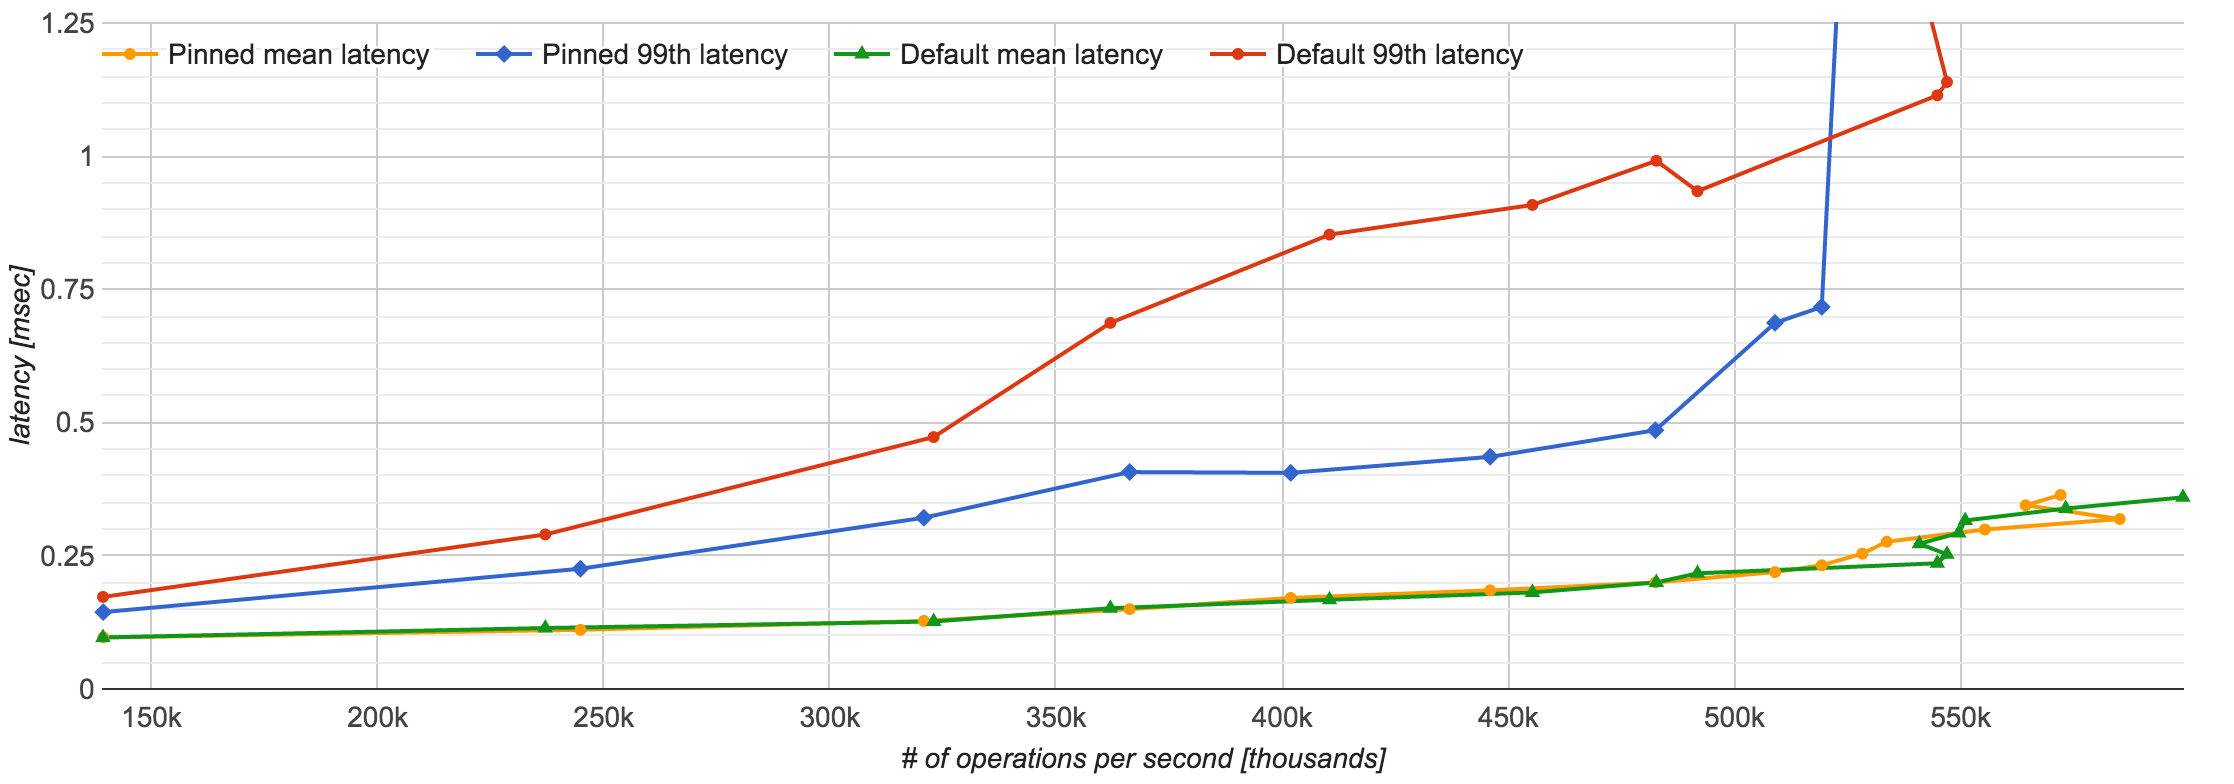 1.25
Pinned mean latency Pinned 99th latency Default mean latency Default 99th latency
1
0.75
0.5
0.25
0
latency [msec]
150k 200k 250k 300k 350k 400k 450k 500k 550k
# of operations per second [thousands]